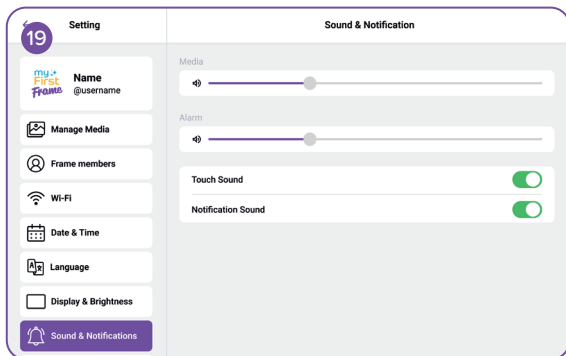 19
Setting
Sound & Notification
my
First
Frame
Name
@username
Manage Media
Frame members
Wi-Fi
Date & Time
Language
Display & Brightness
Sound & Notifications
Media
Alarm
Touch Sound
Notification Sound